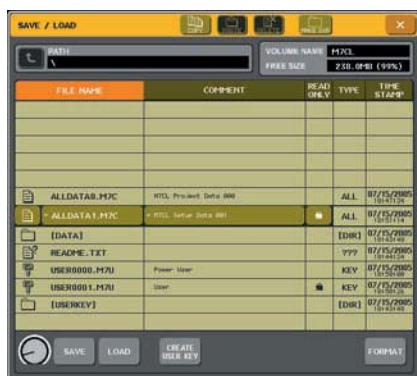 SAVE / LOAD
COPY
PASTE
DELETE
MAKE DIR
PATH
\
VOLUME NAME M7CL
FREE SIZE 238.0MB (99%)
FILE NAME COMMENT READ ONLY TYPE TIME STAMP
ALLDATA0.M7C M7CL Project Data 000 ALL 07/15/2005
ALLDATA1.M7C M7CL Setup Data 001 ALL 07/15/2005
[DATA] [DIR] 07/15/2005
README.TXT ??? 07/15/2005
USER0000.M7U Power User KEY 07/15/2005
USER0001.M7U User KEY 07/15/2005
[USERKEY] [DIR] 07/15/2005
SAVE
LOAD
CREATE
USER KEY
FORMAT